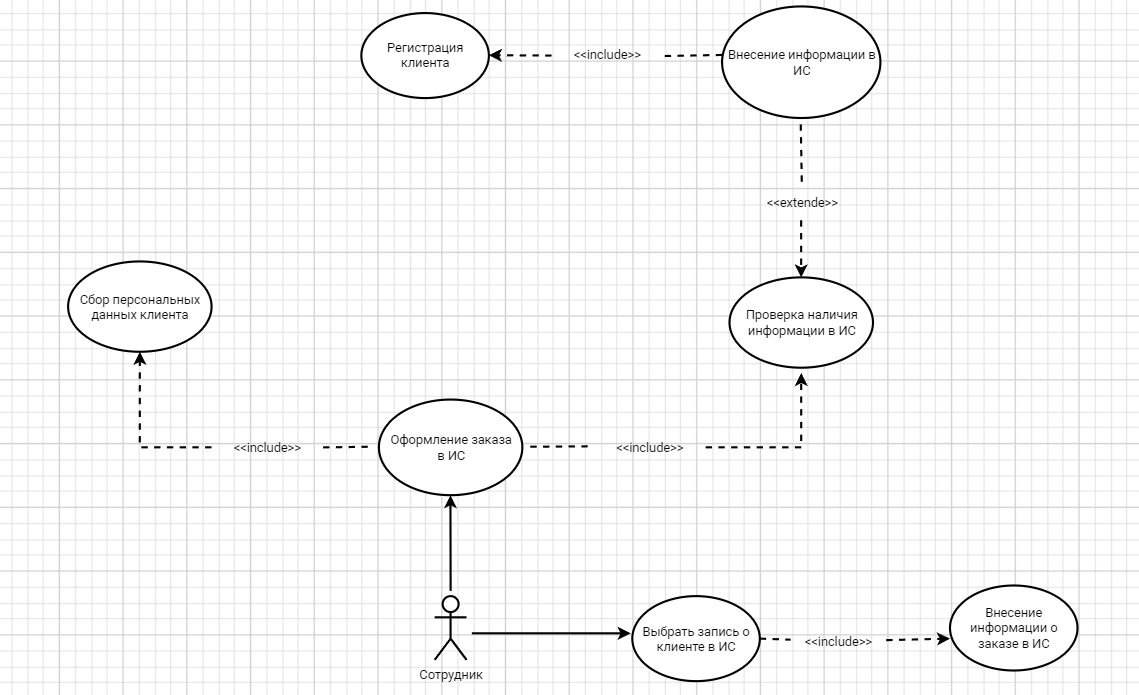 Регистрация
клиента
<<include>>
Внесение информации в
ИС
<<extende>>
Сбор персональных
данных клиента
Проверка наличия
информации в ИС
<<include>>
Оформление заказа
в ИС
<<include>>
Сотрудник
Выбрать запись о
клиенте в ИС
<<include>>
Внесение
информации о
заказе в ИС